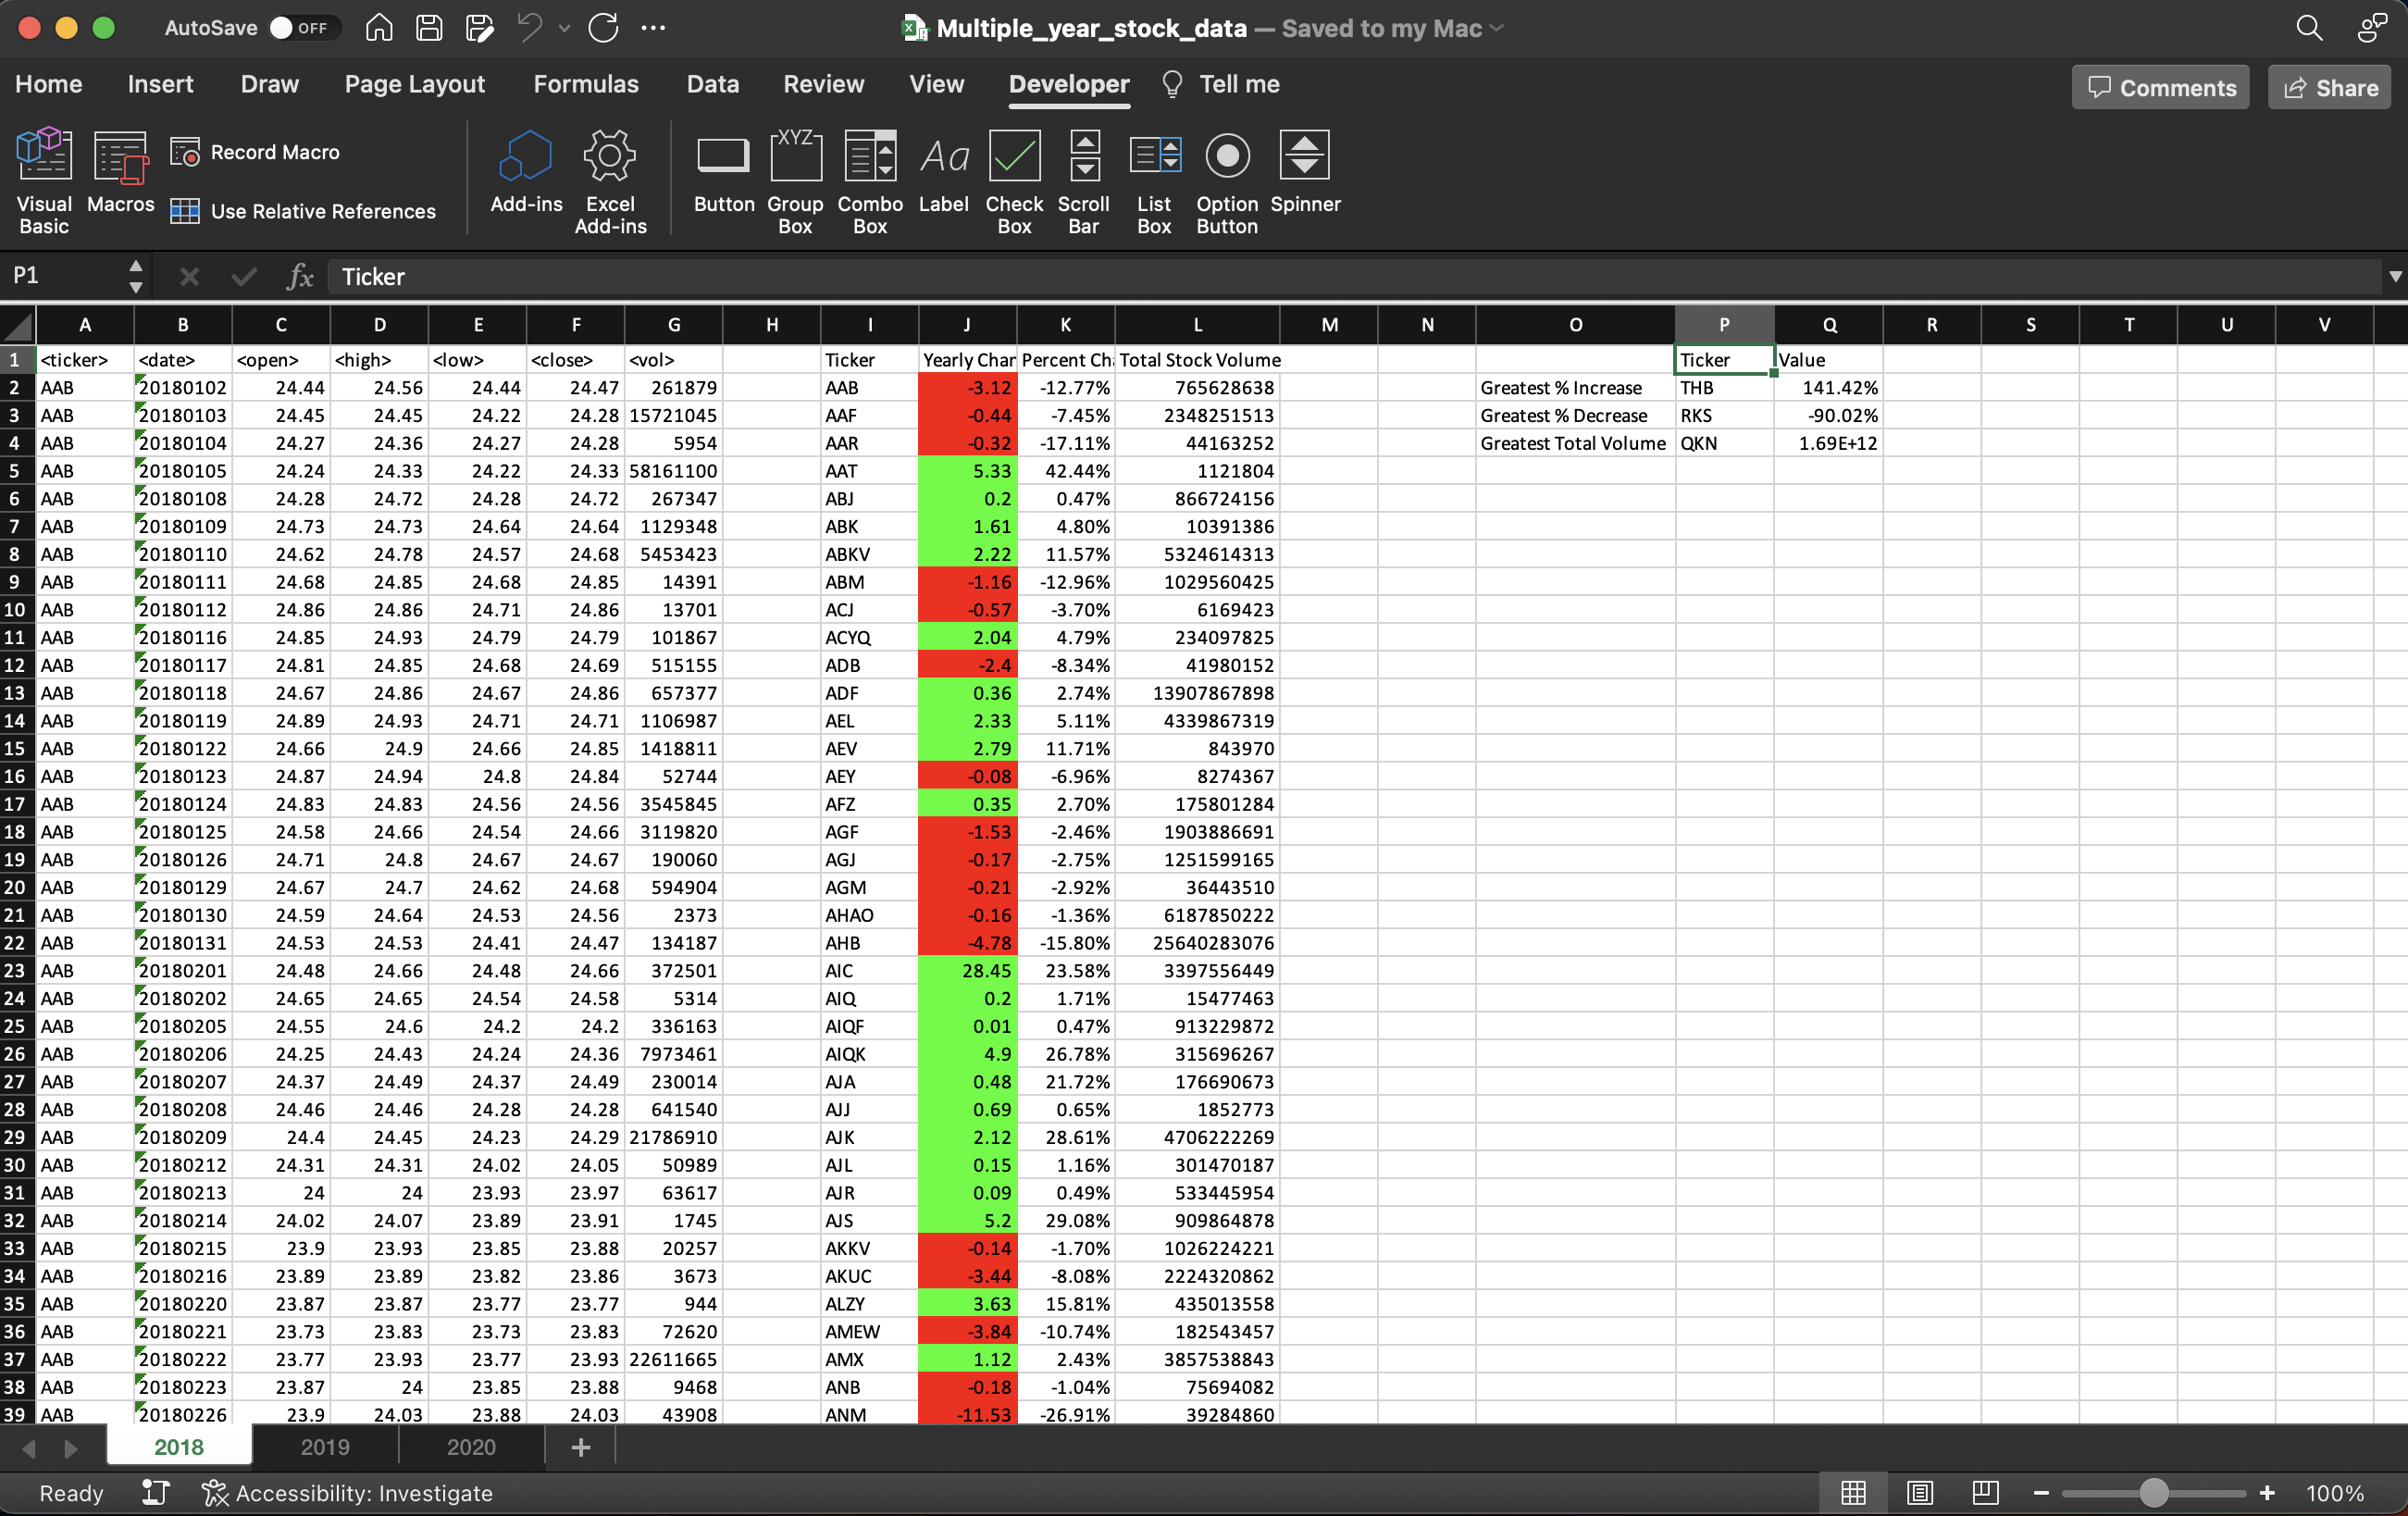 AutoSave OFF Multiple_year_stock_data — Saved to my Mac
Home Insert Draw Page Layout Formulas Data Review View Developer Tell me Comments Share
Visual Basic Macros Record Macro Use Relative References Add-ins Excel Add-ins Button XYZ Group Box Combo Box Aa Label Check Box Scroll Bar List Box Option Button Spinner
P1 fx Ticker
A B C D E F G H I J K L M N O P Q R S T U V
1 <ticker> <date> <open> <high> <low> <close> <vol> Ticker Yearly Char Percent Ch Total Stock Volume Ticker Value
2 AAB 20180102 24.44 24.56 24.44 24.47 261879 AAB -3.12 -12.77% 765628638 Greatest % Increase THB 141.42%
3 AAB 20180103 24.45 24.45 24.22 24.28 15721045 AAF -0.44 -7.45% 2348251513 Greatest % Decrease RKS -90.02%
4 AAB 20180104 24.27 24.36 24.27 24.28 5954 AAR -0.32 -17.11% 44163252 Greatest Total Volume QKN 1.69E+12
5 AAB 20180105 24.24 24.33 24.22 24.33 58161100 AAT 5.33 42.44% 1121804
6 AAB 20180108 24.28 24.72 24.28 24.72 267347 ABJ 0.2 0.47% 866724156
7 AAB 20180109 24.73 24.73 24.64 24.64 1129348 ABK 1.61 4.80% 10391386
8 AAB 20180110 24.62 24.78 24.57 24.68 5453423 ABKV 2.22 11.57% 5324614313
9 AAB 20180111 24.68 24.85 24.68 24.85 14391 ABM -1.16 -12.96% 1029560425
10 AAB 20180112 24.86 24.86 24.71 24.86 13701 ACJ -0.57 -3.70% 6169423
11 AAB 20180116 24.85 24.93 24.79 24.79 101867 ACYQ 2.04 4.79% 234097825
12 AAB 20180117 24.81 24.85 24.68 24.69 515155 ADB -2.4 -8.34% 41980152
13 AAB 20180118 24.67 24.86 24.67 24.86 657377 ADF 0.36 2.74% 13907867898
14 AAB 20180119 24.89 24.93 24.71 24.71 1106987 AEL 2.33 5.11% 4339867319
15 AAB 20180122 24.66 24.9 24.66 24.85 1418811 AEV 2.79 11.71% 843970
16 AAB 20180123 24.87 24.94 24.8 24.84 52744 AEY -0.08 -6.96% 8274367
17 AAB 20180124 24.83 24.83 24.56 24.56 3545845 AFZ 0.35 2.70% 175801284
18 AAB 20180125 24.58 24.66 24.54 24.66 3119820 AGF -1.53 -2.46% 1903886691
19 AAB 20180126 24.71 24.8 24.67 24.67 190060 AGJ -0.17 -2.75% 1251599165
20 AAB 20180129 24.67 24.7 24.62 24.68 594904 AGM -0.21 -2.92% 36443510
21 AAB 20180130 24.59 24.64 24.53 24.56 2373 AHAO -0.16 -1.36% 6187850222
22 AAB 20180131 24.53 24.53 24.41 24.47 134187 AHB -4.78 -15.80% 25640283076
23 AAB 20180201 24.48 24.66 24.48 24.66 372501 AIC 28.45 23.58% 3397556449
24 AAB 20180202 24.65 24.65 24.54 24.58 5314 AIQ 0.2 1.71% 15477463
25 AAB 20180205 24.55 24.6 24.2 24.2 336163 AIQF 0.01 0.47% 913229872
26 AAB 20180206 24.25 24.43 24.24 24.36 7973461 AIQK 4.9 26.78% 315696267
27 AAB 20180207 24.37 24.49 24.37 24.49 230014 AJA 0.48 21.72% 176690673
28 AAB 20180208 24.46 24.46 24.28 24.28 641540 AJJ 0.69 0.65% 1852773
29 AAB 20180209 24.4 24.45 24.23 24.29 21786910 AJK 2.12 28.61% 4706222269
30 AAB 20180212 24.31 24.31 24.02 24.05 50989 AJL 0.15 1.16% 301470187
31 AAB 20180213 24 24 23.93 23.97 63617 AJR 0.09 0.49% 533445954
32 AAB 20180214 24.02 24.07 23.89 23.91 1745 AJS 5.2 29.08% 909864878
33 AAB 20180215 23.9 23.93 23.85 23.88 20257 AKKV -0.14 -1.70% 1026224221
34 AAB 20180216 23.89 23.89 23.82 23.86 3673 AKUC -3.44 -8.08% 2224320862
35 AAB 20180220 23.87 23.87 23.77 23.77 944 ALZY 3.63 15.81% 435013558
36 AAB 20180221 23.73 23.83 23.73 23.83 72620 AMEW -3.84 -10.74% 182543457
37 AAB 20180222 23.77 23.93 23.77 23.93 22611665 AMX 1.12 2.43% 3857538843
38 AAB 20180223 23.87 24 23.85 23.88 9468 ANB -0.18 -1.04% 75694082
39 AAB 20180226 23.9 24.03 23.88 24.03 43908 ANM -11.53 -26.91% 39284860
2018 2019 2020
Ready Accessibility: Investigate 100%